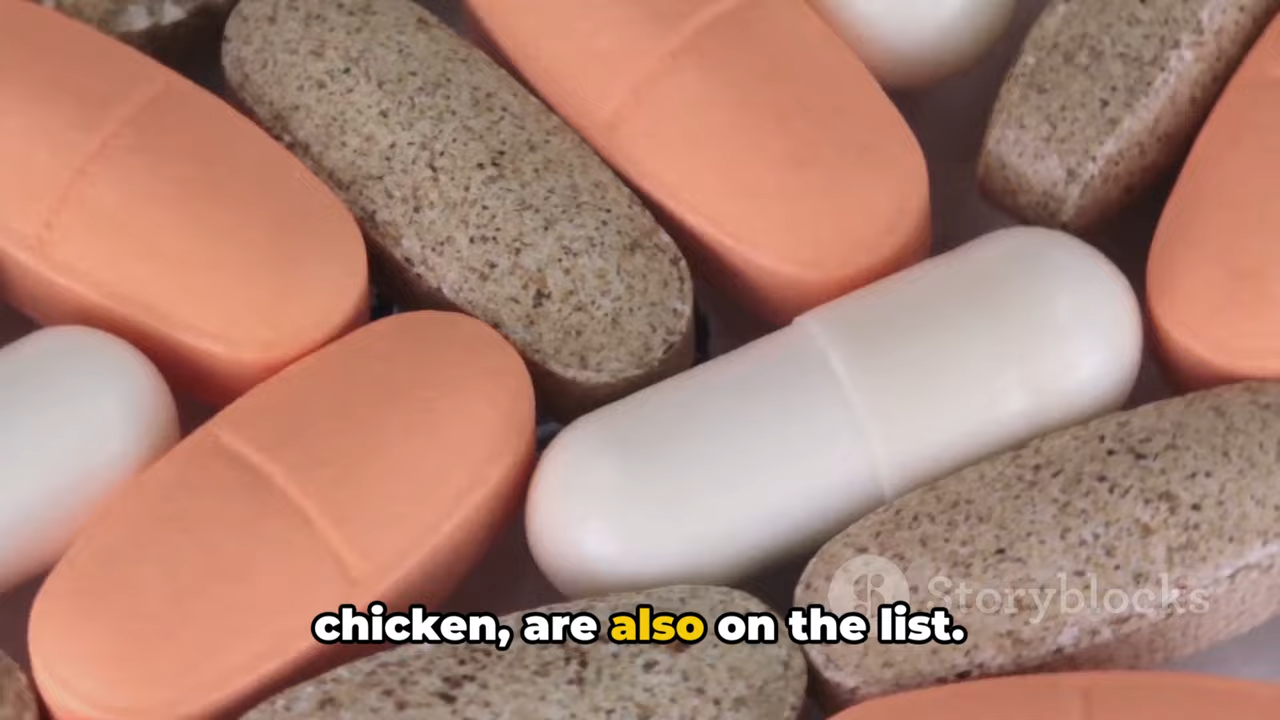 Storyblocks
chicken, are also on the list.